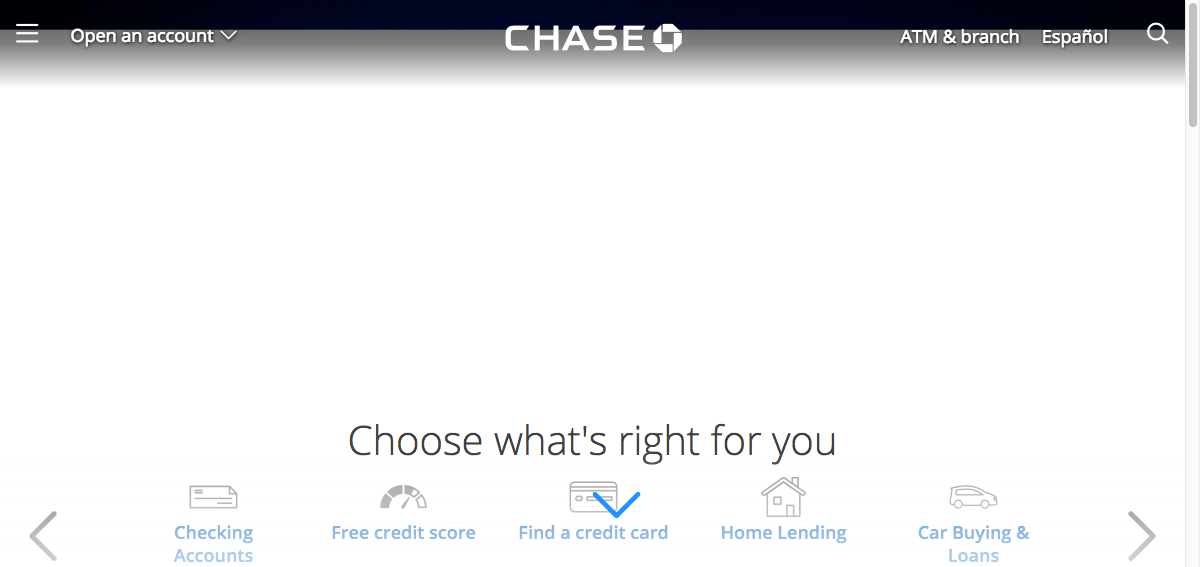 Open an account
CHASE
ATM & branch
Español
Choose what's right for you
Checking
Accounts
Free credit score
Find a credit card
Home Lending
Car Buying &
Loans